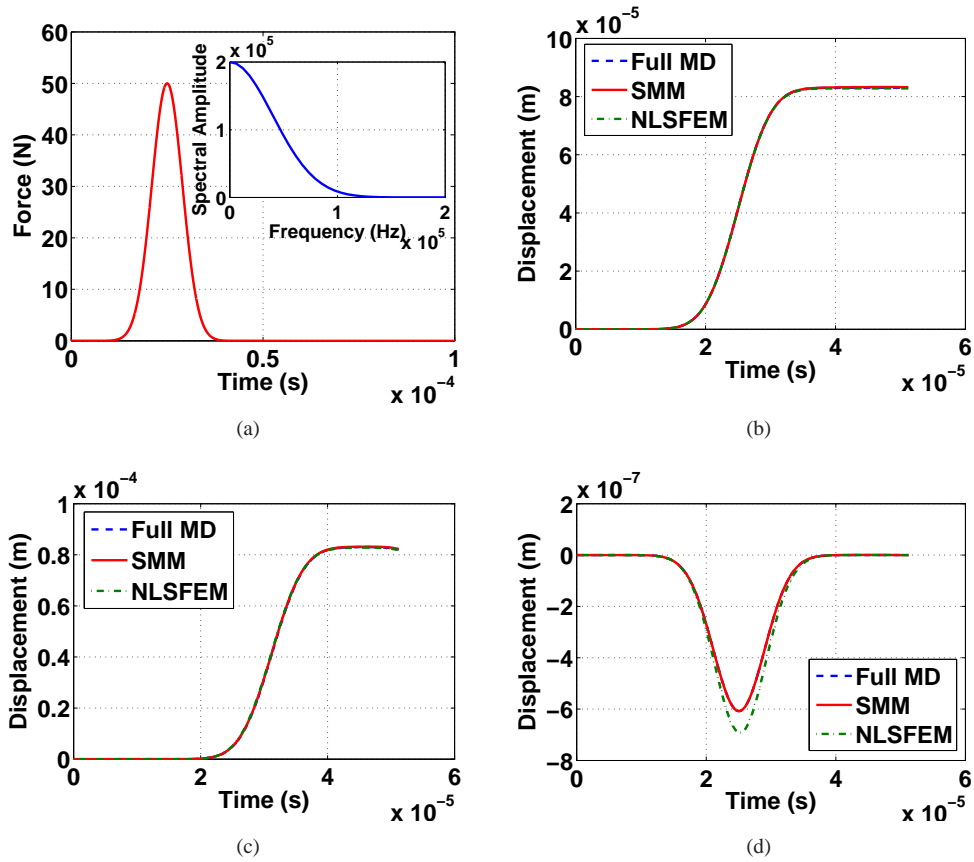 60
50
40
30
20
10
0
Force (N)
0
0.5
1
Time (s)
x 10⁻⁴
x 10⁵
2
1
0
Spectral Amplitude
0
1
2
Frequency (Hz)
x 10⁵
(a)
x 10⁻⁵
10
8
6
4
2
0
Displacement (m)
Full MD
SMM
NLSFEM
0
2
4
6
Time (s)
x 10⁻⁵
(b)
x 10⁻⁴
1
0.8
0.6
0.4
0.2
0
Displacement (m)
Full MD
SMM
NLSFEM
0
2
4
6
Time (s)
x 10⁻⁵
(c)
x 10⁻⁷
2
0
−2
−4
−6
−8
Displacement (m)
Full MD
SMM
NLSFEM
0
2
4
6
Time (s)
x 10⁻⁵
(d)